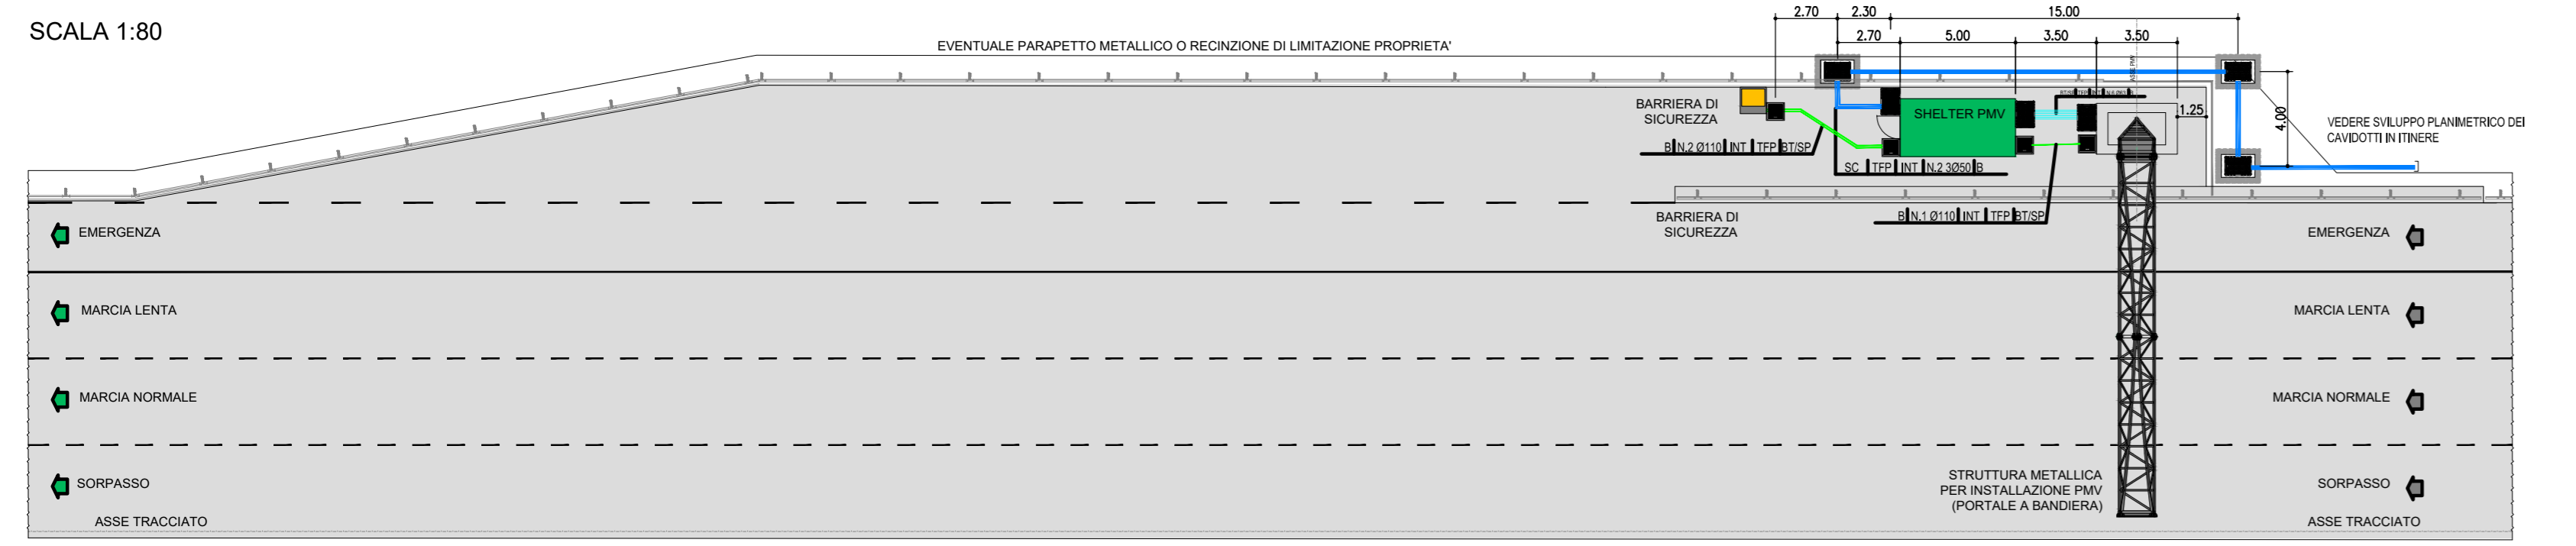 SCALA 1:80
2.70
2.30
15.00
2.70
5.00
3.50
3.50
EVENTUALE PARAPETTO METALLICO O RECINZIONE DI LIMITAZIONE PROPRIETA'
ASSE PMV
BARRIERA DI
SICUREZZA
SHELTER PMV
1.25
4.00
VEDERE SVILUPPO PLANIMETRICO DEI
CAVIDOTTI IN ITINERE
B N.2 Ø110 INT TFP BT/SP
SC TFP INT N.2 3Ø50 B
B N.1 Ø110 INT TFP BT/SP
BARRIERA DI
SICUREZZA
EMERGENZA
EMERGENZA
MARCIA LENTA
MARCIA LENTA
MARCIA NORMALE
MARCIA NORMALE
SORPASSO
STRUTTURA METALLICA
PER INSTALLAZIONE PMV
(PORTALE A BANDIERA)
SORPASSO
ASSE TRACCIATO
ASSE TRACCIATO